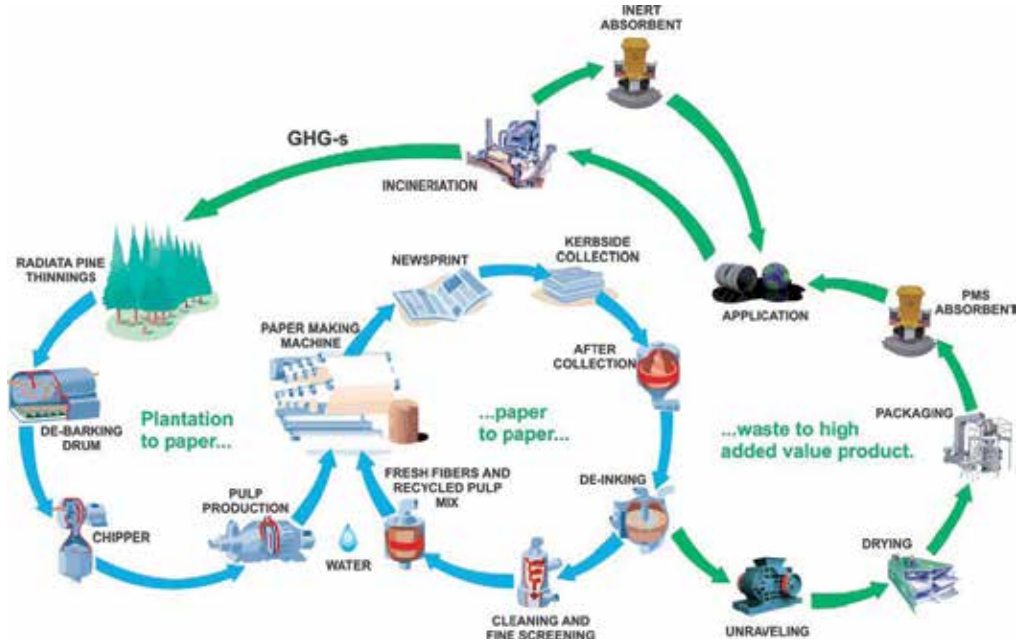 INERT
ABSORBENT
GHG-s
INCINERIATION
RADIATA PINE
THINNINGS
NEWSPRINT
KERBSIDE
COLLECTION
PMS
ABSORBENT
APPLICATION
PAPER MAKING
MACHINE
AFTER
COLLECTION
DE-BARKING
DRUM
Plantation
to paper...
...paper
to paper...
...waste to high
added value product.
PACKAGING
PULP
PRODUCTION
FRESH FIBERS AND
RECYCLED PULP
MIX
DE-INKING
CHIPPER
WATER
DRYING
CLEANING AND
FINE SCREENING
UNRAVELING